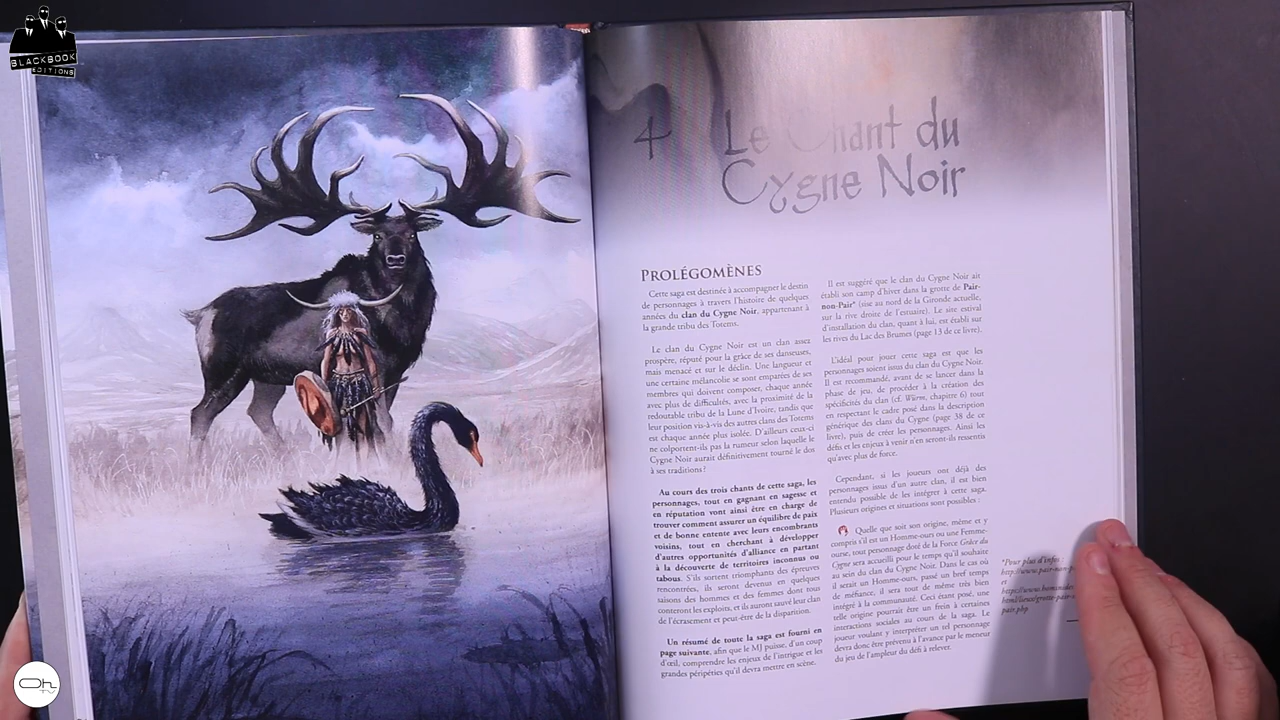 BLACKBOOK
EDITIONS
4
Le Chant du
Cygne Noir
PROLÉGOMÈNES
Cette saga est destinée à accompagner le destin
de personnages à travers l'histoire de quelques
années du clan du Cygne Noir, appartenant à
la grande tribu des Totems.
Le clan du Cygne Noir est un clan assez
prospère, réputé pour la grâce de ses danseuses,
mais menacé et sur le déclin. Une langueur et
une certaine mélancolie se sont emparées de ses
membres qui doivent composer, chaque année
avec plus de difficultés, avec la proximité de la
redoutable tribu de la Lune d'Ivoire, tandis que
leur position vis-à-vis des autres clans des Totems
est chaque année plus isolée. D'ailleurs ceux-ci
ne colportent-ils pas la rumeur selon laquelle le
Cygne Noir aurait définitivement tourné le dos
à ses traditions !
Au cours des trois chants de cette saga, les
personnages, tout en gagnant en sagesse et
en réputation vont ainsi être en charge de
trouver comment assurer un équilibre de paix
et de bonne entente avec leurs encombrants
voisins, tout en cherchant à développer
d'autres opportunités d'alliance en partant
à la découverte de territoires inconnus ou
tabous. S'ils sortent triomphants des épreuves
rencontrées, ils seront devenus en quelques
saisons des hommes et des femmes dont tous
conteront les exploits, et ils auront sauvé leur clan
de l'écrasement et peut-être de la disparition.
Un résumé de toute la saga est fourni en
page suivante, afin que le MJ puisse, d'un coup
d'œil, comprendre les enjeux de l'intrigue et les
grandes péripéties qu'il devra mettre en scène.
Il est suggéré que le clan du Cygne Noir ait
établi son camp d'hiver dans la grotte de Pair-
non-Pair* (sise au nord de la Gironde actuelle,
sur la rive droite de l'estuaire). Le site estival
d'installation du clan, quant à lui, est établi sur
les rives du Lac des Brumes (page 13 de ce livre).
L'idéal pour jouer cette saga est que les
personnages soient issus du clan du Cygne Noir.
Il est recommandé, avant de se lancer dans la
phase de jeu, de procéder à la création des
spécificités du clan (cf. Würm, chapitre 6) tout
en respectant le cadre posé dans la description
générique des clans du Cygne (page 38 de ce
livre), puis de créer les personnages. Ainsi les
défis et les enjeux à venir n'en seront-ils ressentis
qu'avec plus de force.
Cependant, si les joueurs ont déjà des
personnages issus d'un autre clan, il est bien
entendu possible de les intégrer à cette saga.
Plusieurs origines et situations sont possibles :
Quelle que soit son origine, même et y
compris s'il est un Homme-ours ou une Femme-
ourse, tout personnage doté de la Force Grâce du
Cygne sera accueilli pour le temps qu'il souhaite
au sein du clan du Cygne Noir. Dans le cas où
il serait un Homme-ours, passé un bref temps
de méfiance, il sera tout de même très bien
intégré à la communauté. Ceci étant posé, une
telle origine pourrait être un frein à certaines
interactions sociales au cours de la saga. Le
joueur voulant y interpréter un tel personnage
devra donc être prévenu à l'avance par le meneur
du jeu de l'ampleur du défi à relever.
*Pour plus d'infos
et
pair.php
Oh
TV